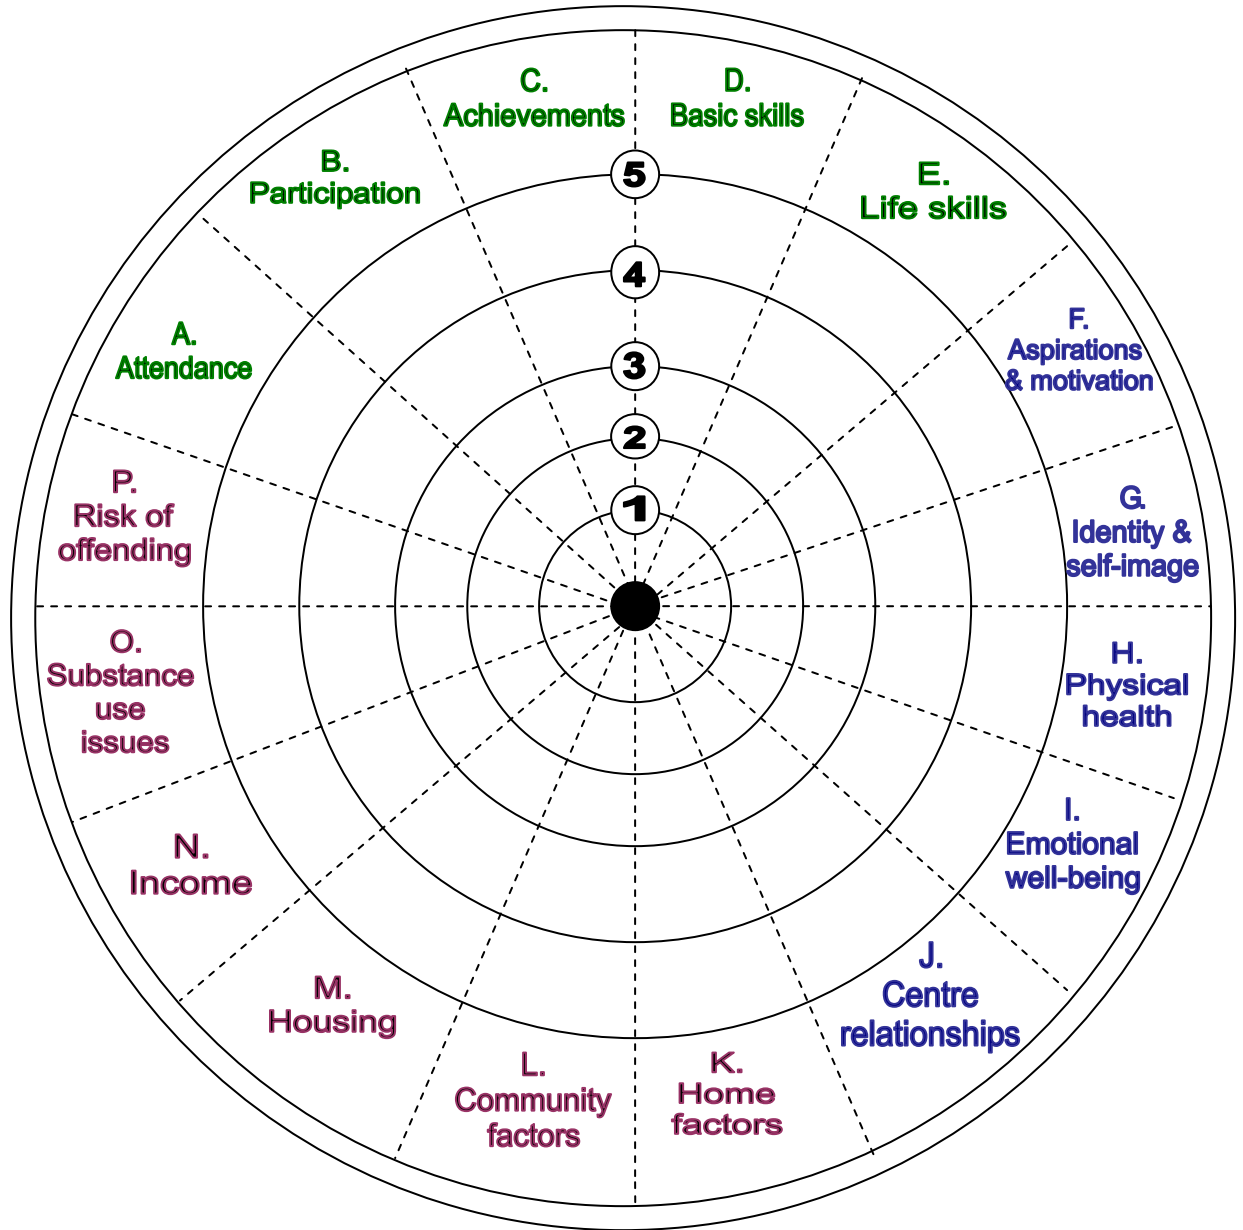 A.
Attendance
B.
Participation
C.
Achievements
D.
Basic skills
E.
Life skills
F.
Aspirations
& motivation
G.
Identity &
self-image
H.
Physical
health
I.
Emotional
well-being
J.
Centre
relationships
K.
Home
factors
L.
Community
factors
M.
Housing
N.
Income
O.
Substance
use
issues
P.
Risk of
offending
5
4
3
2
1